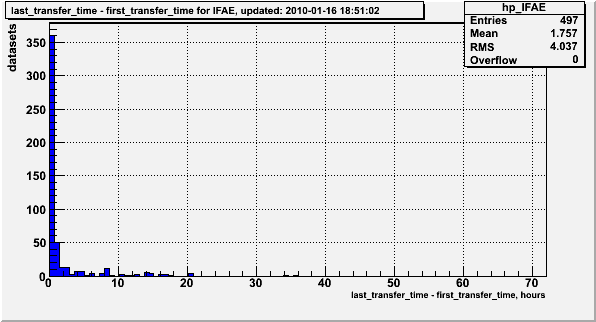 last_transfer_time - first_transfer_time for IFAE, updated: 2010-01-16 18:51:02
hp_IFAE
Entries 497
Mean 1.757
RMS 4.037
Overflow 0
datasets
350
300
250
200
150
100
50
0
0 10 20 30 40 50 60 70
last_transfer_time - first_transfer_time, hours